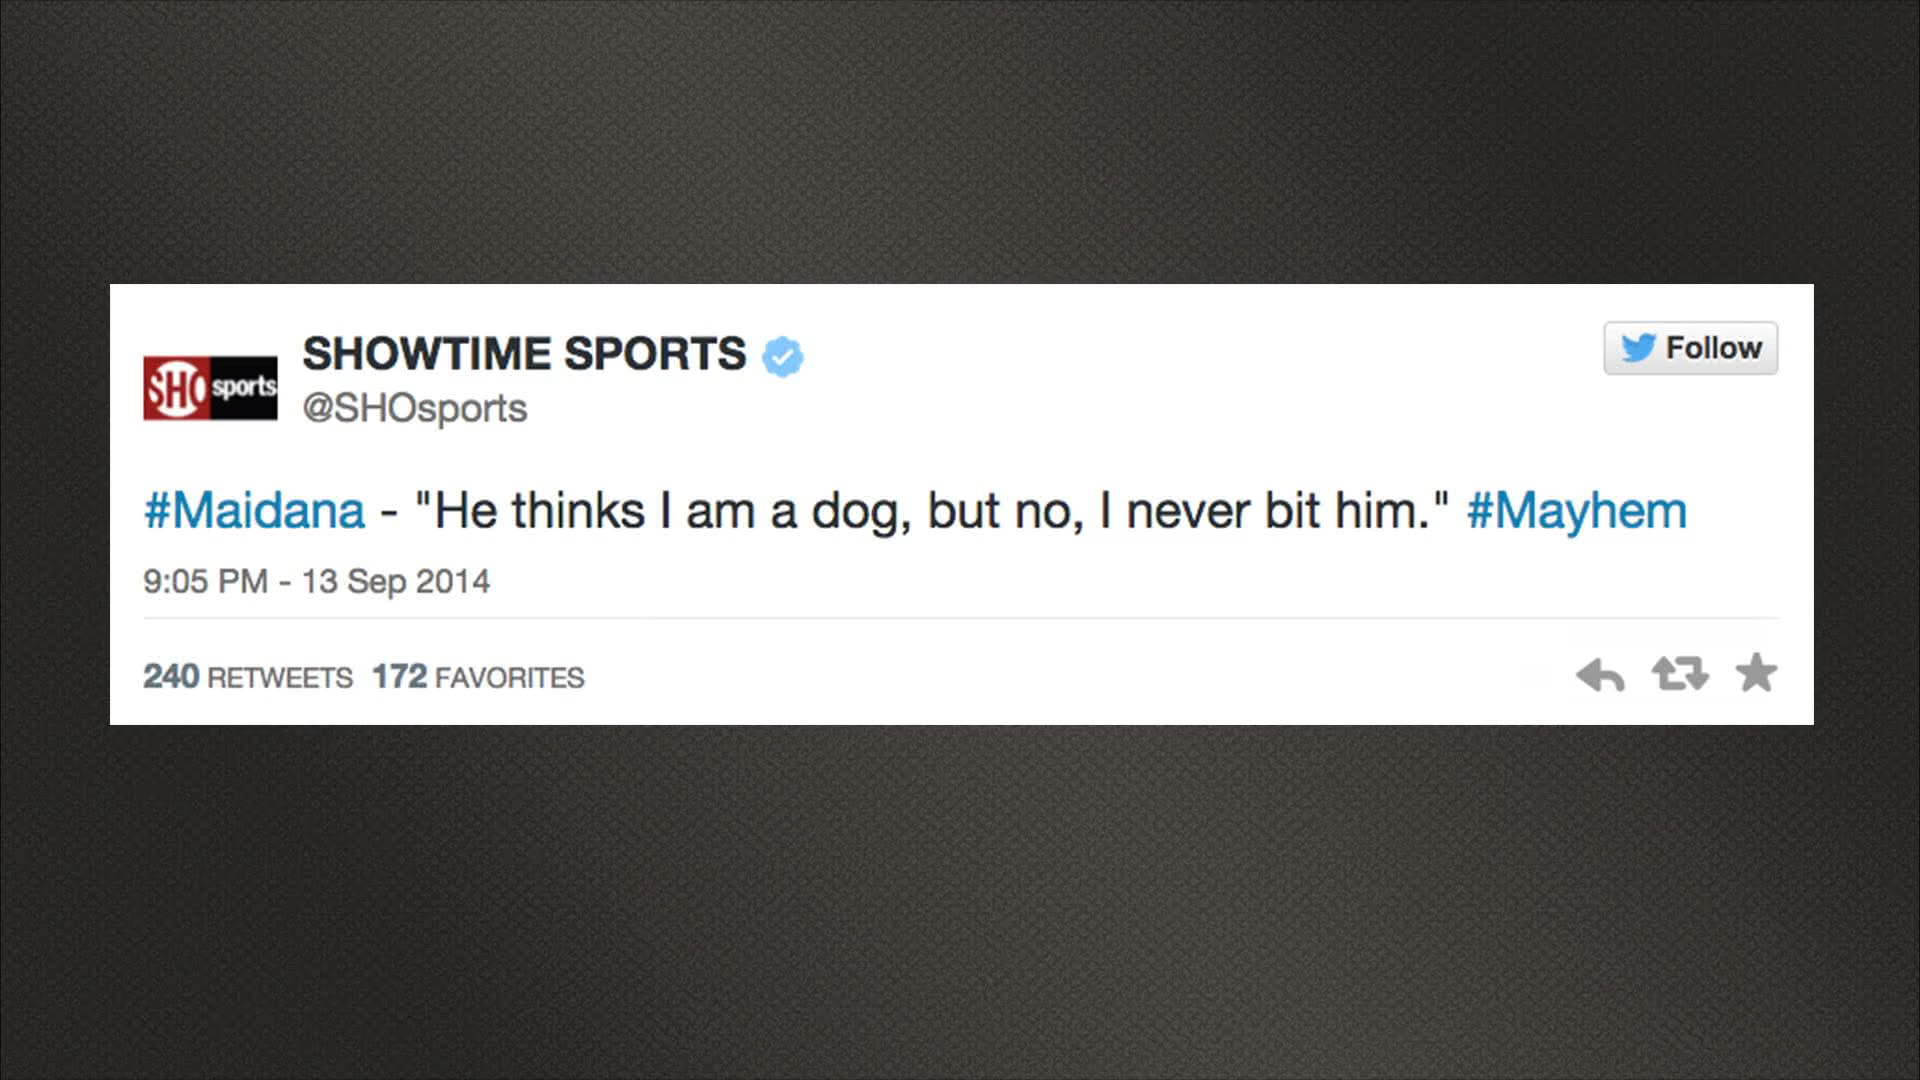 SHO sports
SHOWTIME SPORTS
@SHOsports
Follow
#Maidana - "He thinks I am a dog, but no, I never bit him." #Mayhem
9:05 PM - 13 Sep 2014
240 RETWEETS 172 FAVORITES